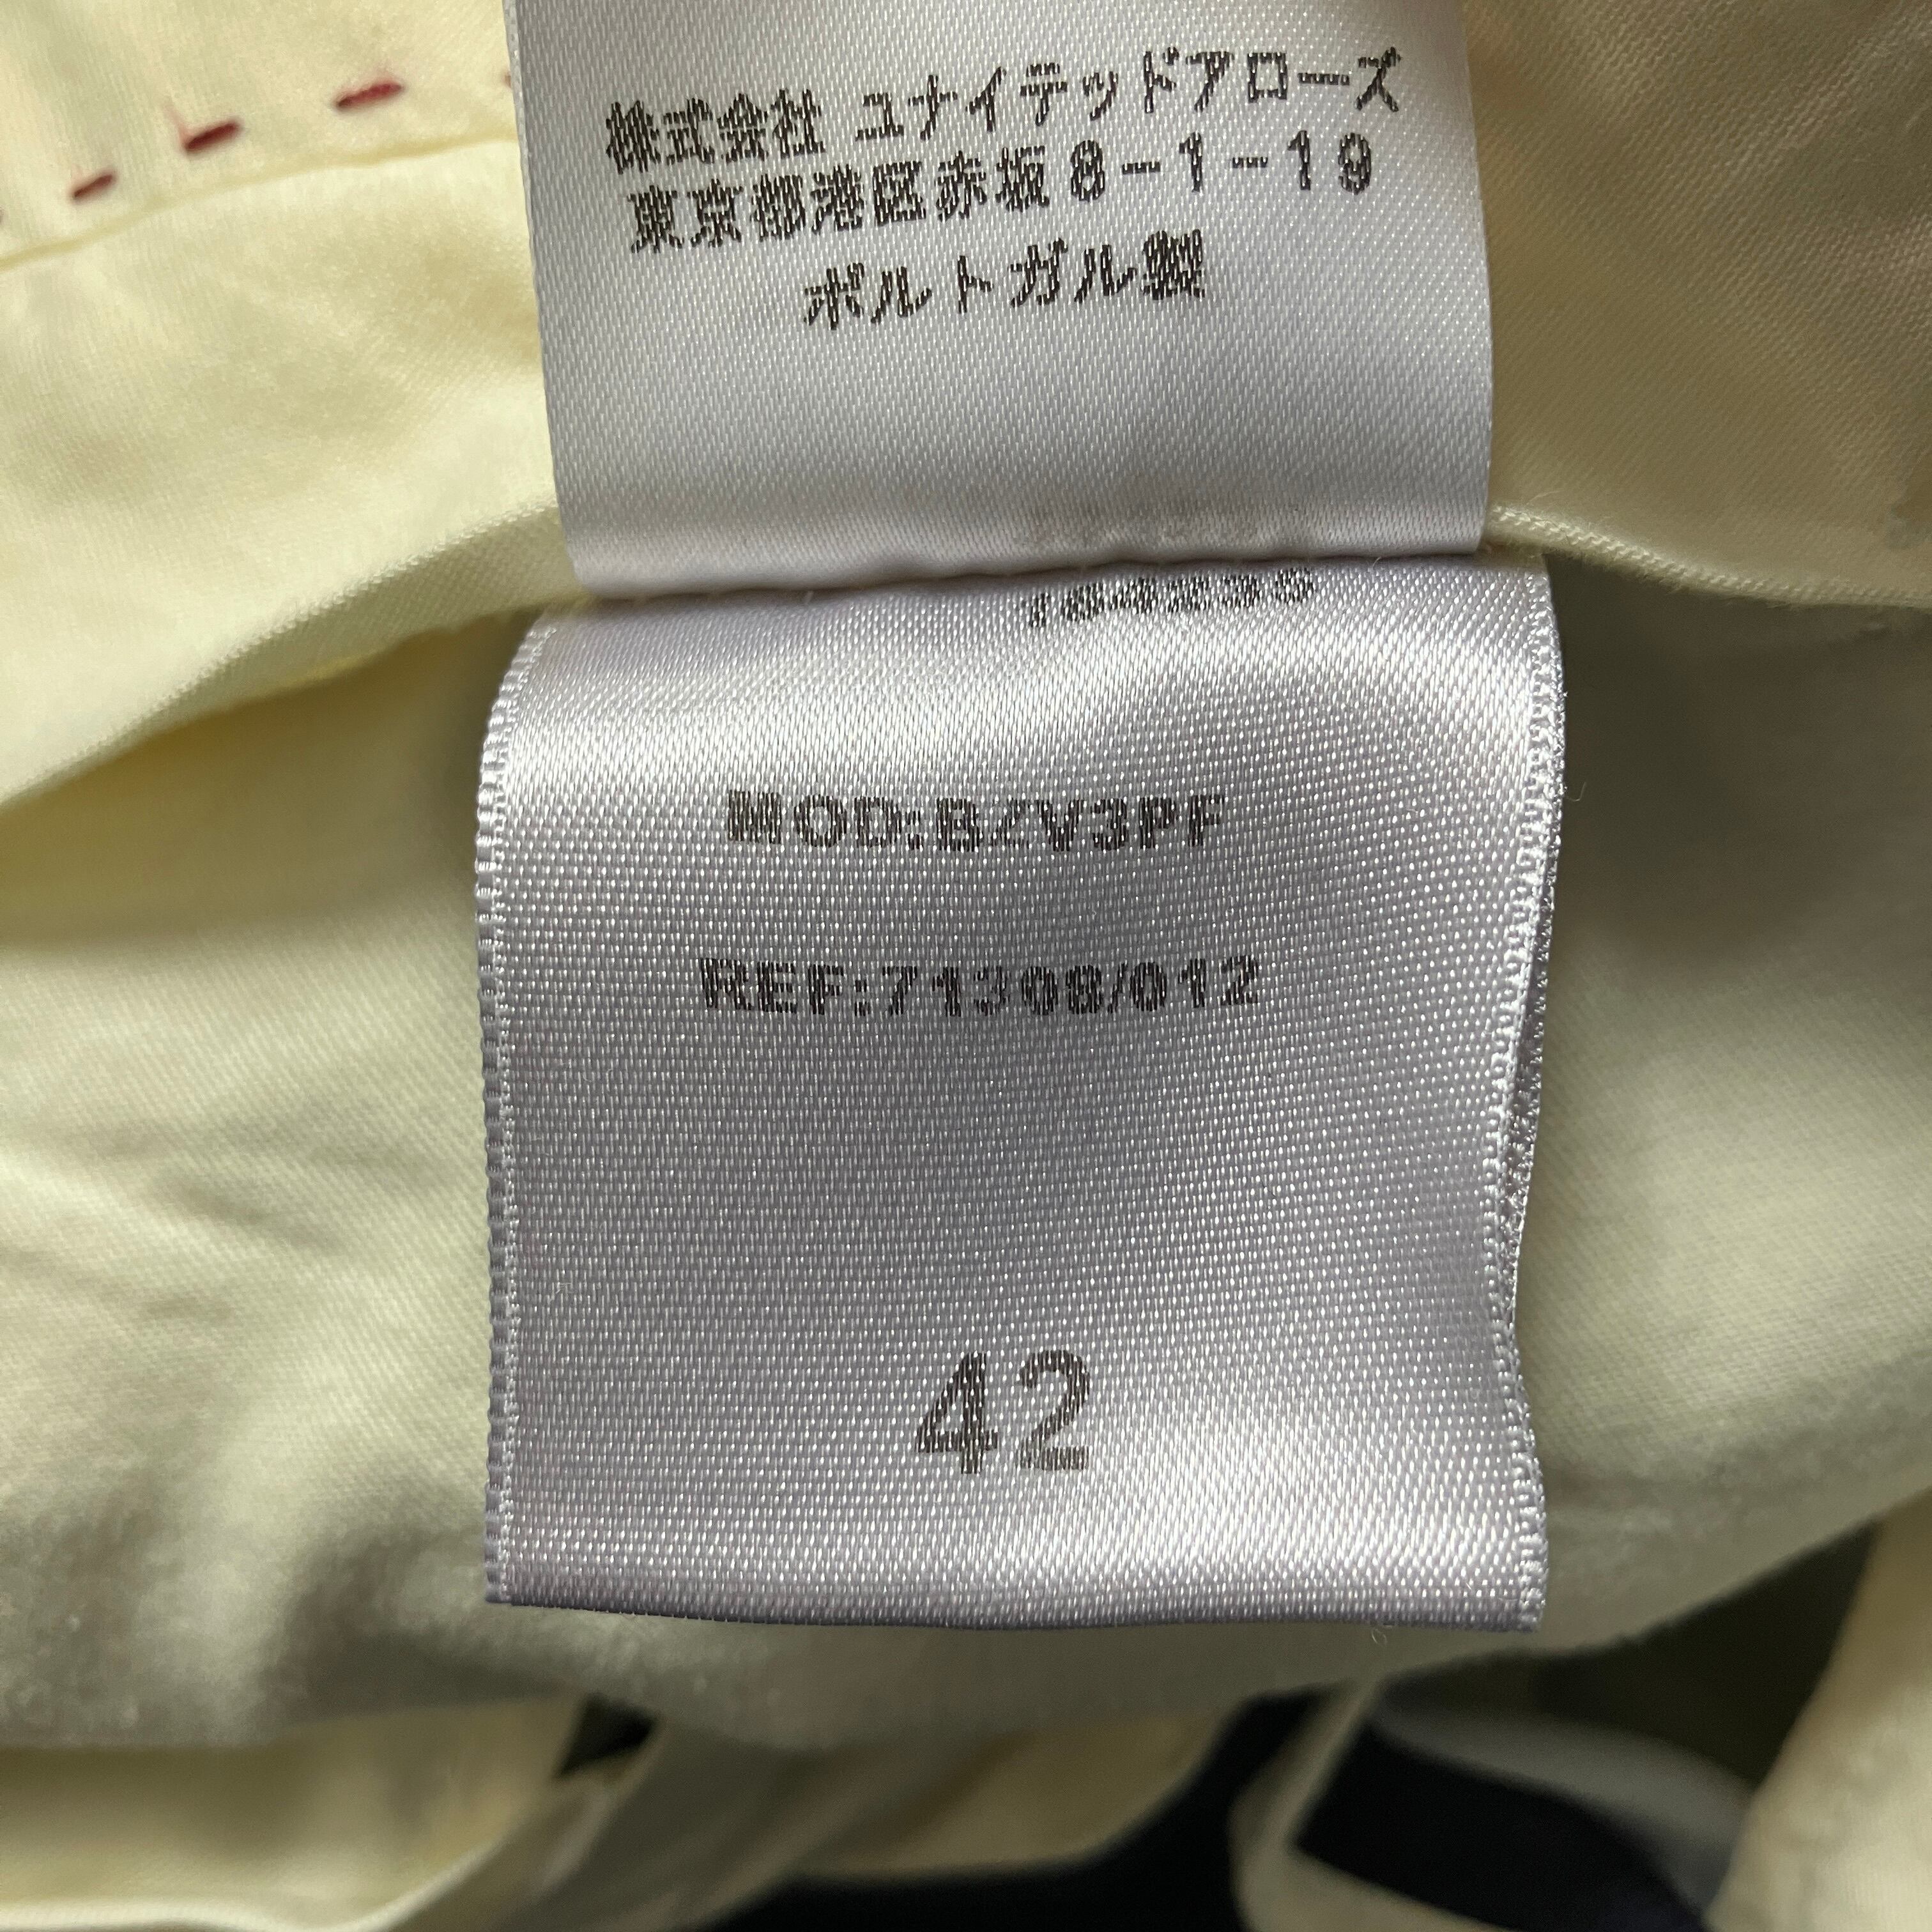 株式会社 ユナイテッドアローズ
東京都港区赤坂8-1-19
ポルトガル製
MOD:BZV3PF
REF:71308/012
42